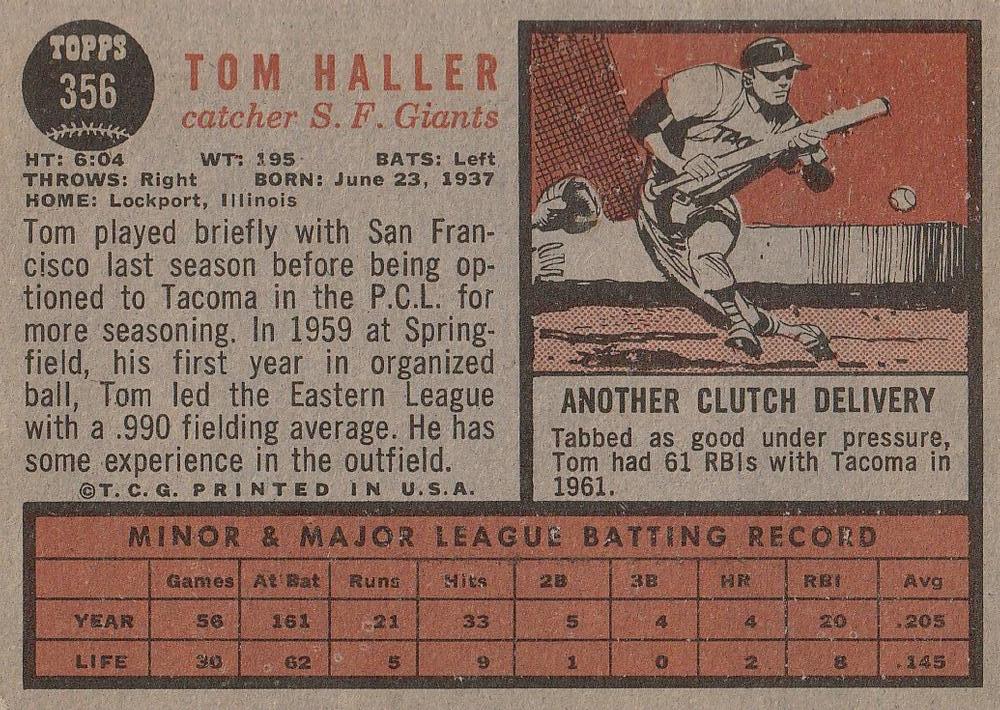 TOPPS
356
TOM HALLER
catcher S. F. Giants
HT: 6:04 WT: 195 BATS: Left
THROWS: Right BORN: June 23, 1937
HOME: Lockport, Illinois
Tom played briefly with San Fran-
cisco last season before being op-
tioned to Tacoma in the P.C.L. for
more seasoning. In 1959 at Spring-
field, his first year in organized
ball, Tom led the Eastern League
with a .990 fielding average. He has
some experience in the outfield.
©T. C. G. PRINTED IN U.S.A.
T
TAC
ANOTHER CLUTCH DELIVERY
Tabbed as good under pressure,
Tom had 61 RBIs with Tacoma in
1961.
MINOR & MAJOR LEAGUE BATTING RECORD
Games At Bat Runs Hits 2B 3B HR RBI Avg
YEAR 56 161 21 33 5 4 4 20 .205
LIFE 30 62 5 9 1 0 2 8 .145